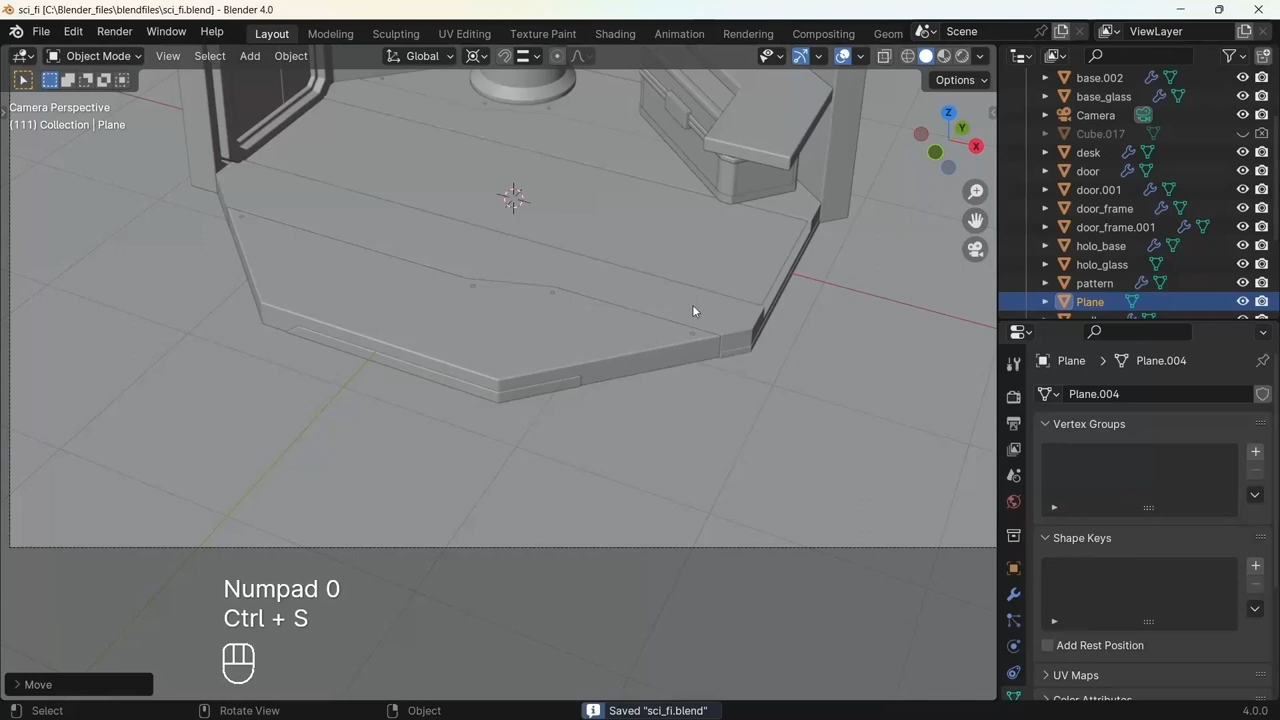 sci_fi [C:\Blender_files\blendfiles\sci_fi.blend] - Blender 4.0
File Edit Render Window Help
Layout Modeling Sculpting UV Editing Texture Paint Shading Animation Rendering Compositing Geom
Scene
ViewLayer
Object Mode View Select Add Object
Global
Options
Camera Perspective
(111) Collection | Plane
Z
Y
X
base.002
base_glass
Camera
Cube.017
desk
door
door.001
door_frame
door_frame.001
holo_base
holo_glass
pattern
Plane
Plane > Plane.004
Plane.004
Vertex Groups
Shape Keys
Add Rest Position
UV Maps
Numpad 0
Ctrl + S
Move
Select
Rotate View
Object
Saved "sci_fi.blend"
4.0.0